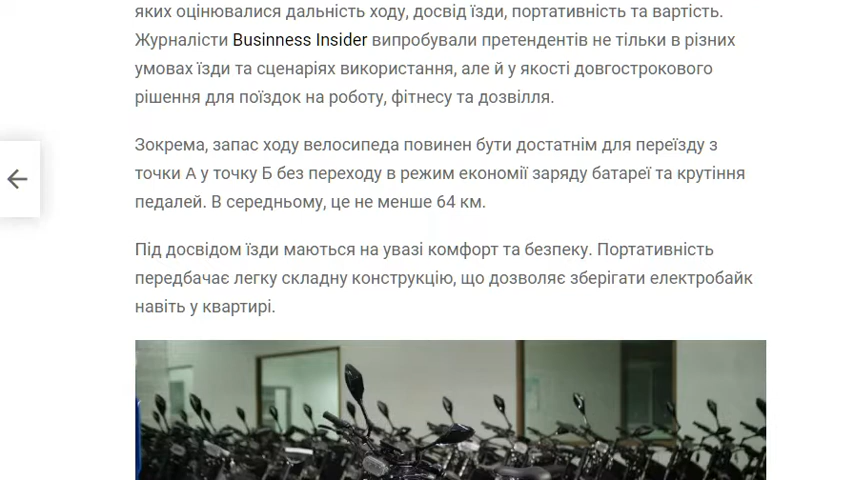 яких оцінювалися дальність ходу, досвід їзди, портативність та вартість.
Журналісти Businness Insider випробували претендентів не тільки в різних
умовах їзди та сценаріях використання, але й у якості довгострокового
рішення для поїздок на роботу, фітнесу та дозвілля.
Зокрема, запас ходу велосипеда повинен бути достатнім для переїзду з
точки А у точку Б без переходу в режим економії заряду батареї та крутіння
педалей. В середньому, це не менше 64 км.
Під досвідом їзди маються на увазі комфорт та безпеку. Портативність
передбачає легку складну конструкцію, що дозволяє зберігати електробайк
навіть у квартирі.